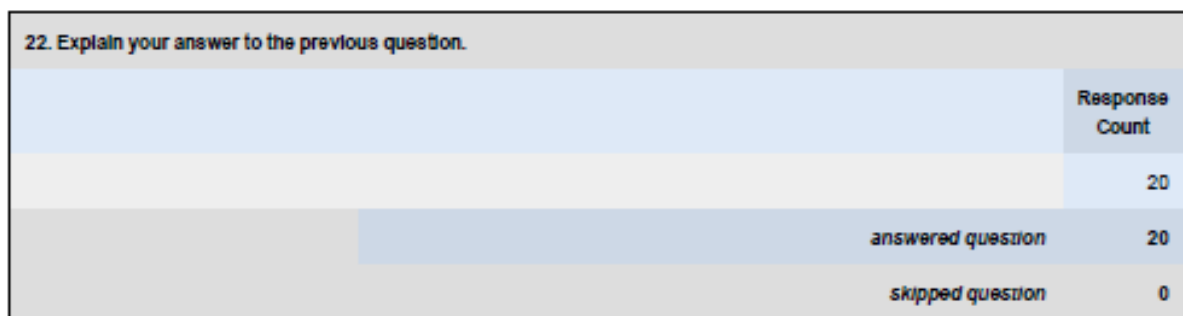 22. Explain your answer to the previous question.
Response
Count
20
answered question 20
skipped question 0